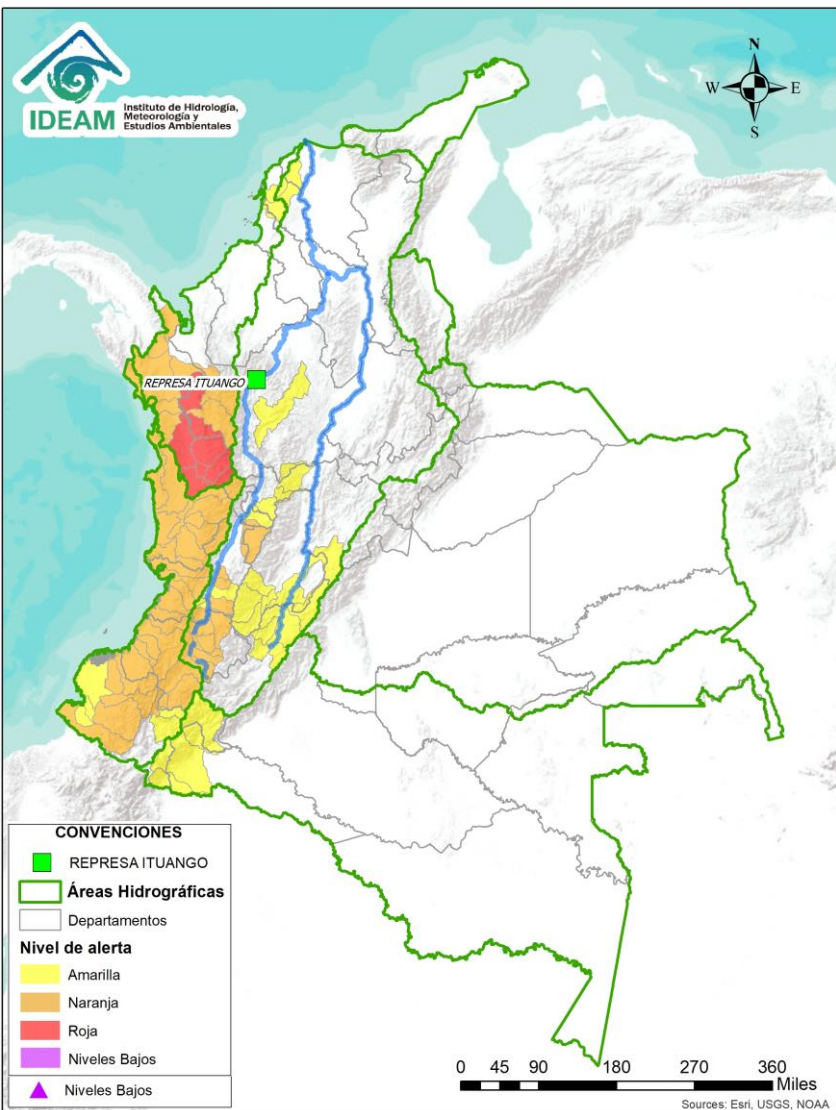 IDEAM
Instituto de Hidrología,
Meteorología y
Estudios Ambientales
N
W
E
S
REPRESA ITUANGO
CONVENCIONES
REPRESA ITUANGO
Áreas Hidrográficas
Departamentos
Nivel de alerta
Amarilla
Naranja
Roja
Niveles Bajos
Niveles Bajos
0 45 90 180 270 360
Miles
Sources: Esri, USGS, NOAA